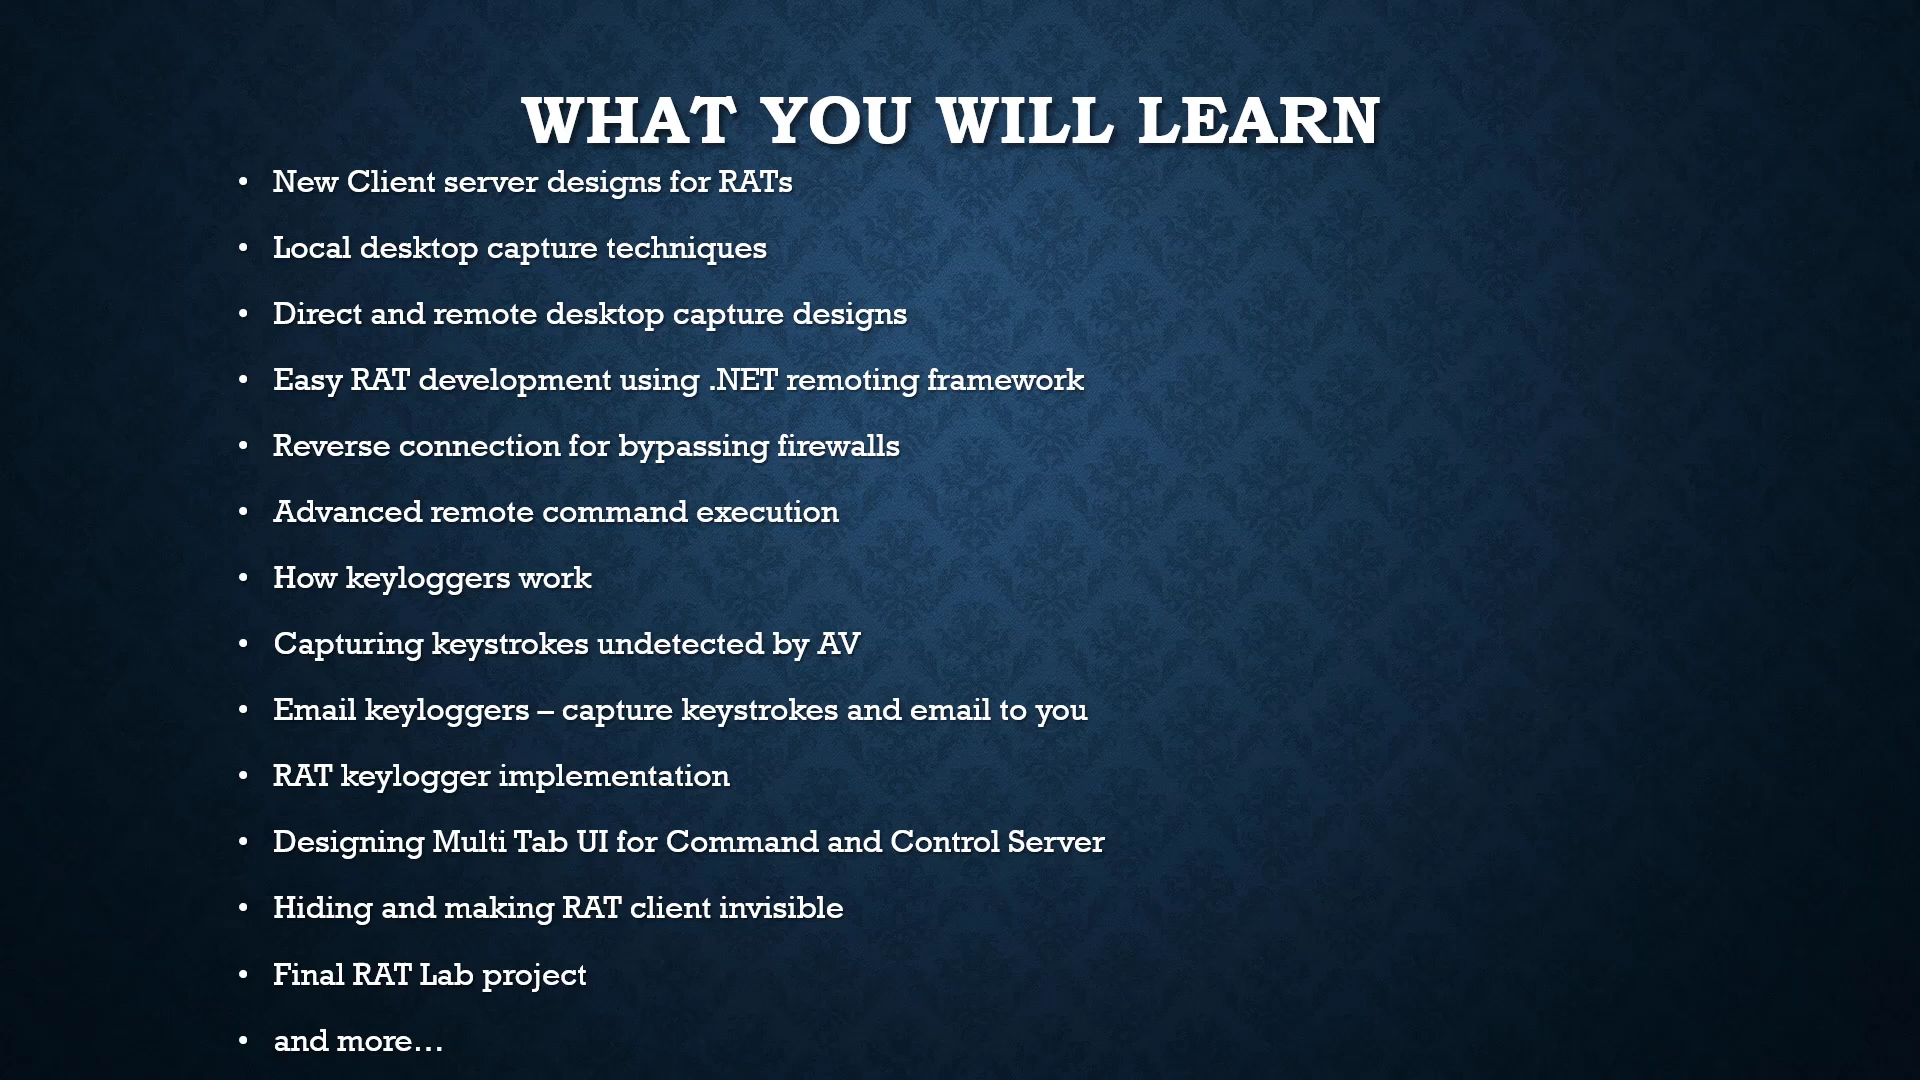 WHAT YOU WILL LEARN
• New Client server designs for RATs
• Local desktop capture techniques
• Direct and remote desktop capture designs
• Easy RAT development using .NET remoting framework
• Reverse connection for bypassing firewalls
• Advanced remote command execution
• How keyloggers work
• Capturing keystrokes undetected by AV
• Email keyloggers – capture keystrokes and email to you
• RAT keylogger implementation
• Designing Multi Tab UI for Command and Control Server
• Hiding and making RAT client invisible
• Final RAT Lab project
• and more…